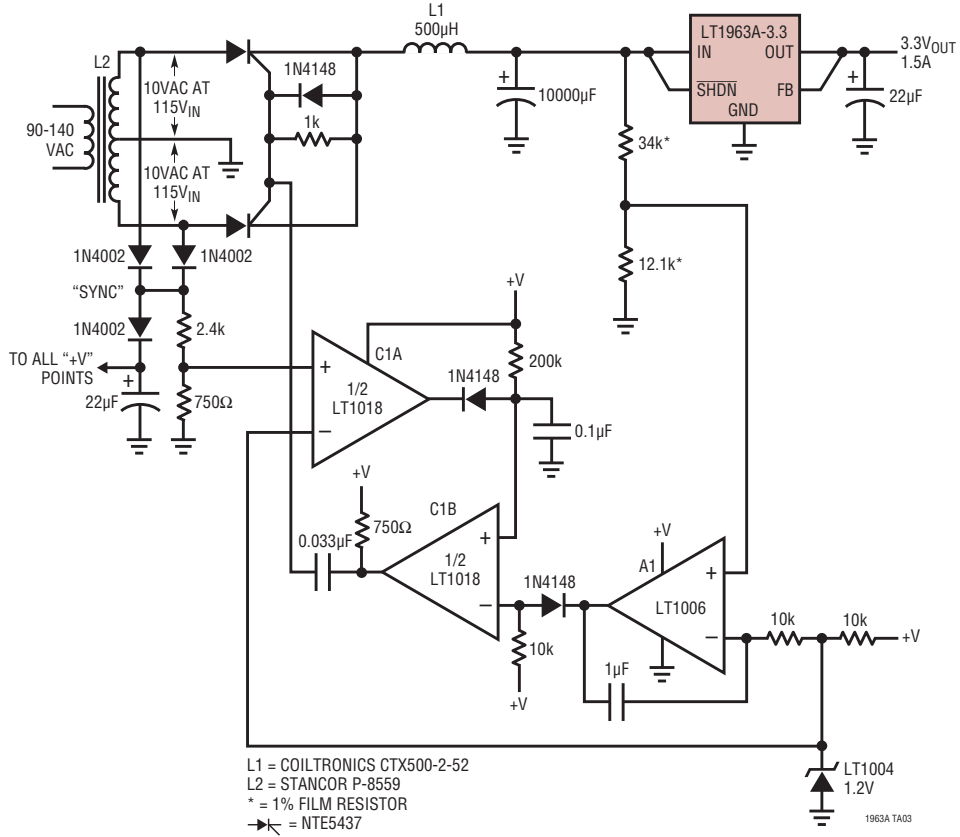 L1
500µH
LT1963A-3.3
IN
OUT
SHDN
FB
GND
3.3VOUT
1.5A
22µF
10000µF
L2
10VAC AT
115VIN
90-140
VAC
10VAC AT
115VIN
1N4148
1k
34k*
12.1k*
1N4002
1N4002
"SYNC"
1N4002
2.4k
TO ALL "+V"
POINTS
+
22µF
750Ω
+V
C1A
200k
1N4148
+
1/2
LT1018
–
0.1µF
+V
750Ω
0.033µF
C1B
+
1/2
LT1018
–
1N4148
10k
+V
+V
A1
+
LT1006
–
10k
10k
+V
1µF
+
+
LT1004
1.2V
L1 = COILTRONICS CTX500-2-52
L2 = STANCOR P-8559
* = 1% FILM RESISTOR
= NTE5437
1963A TA03